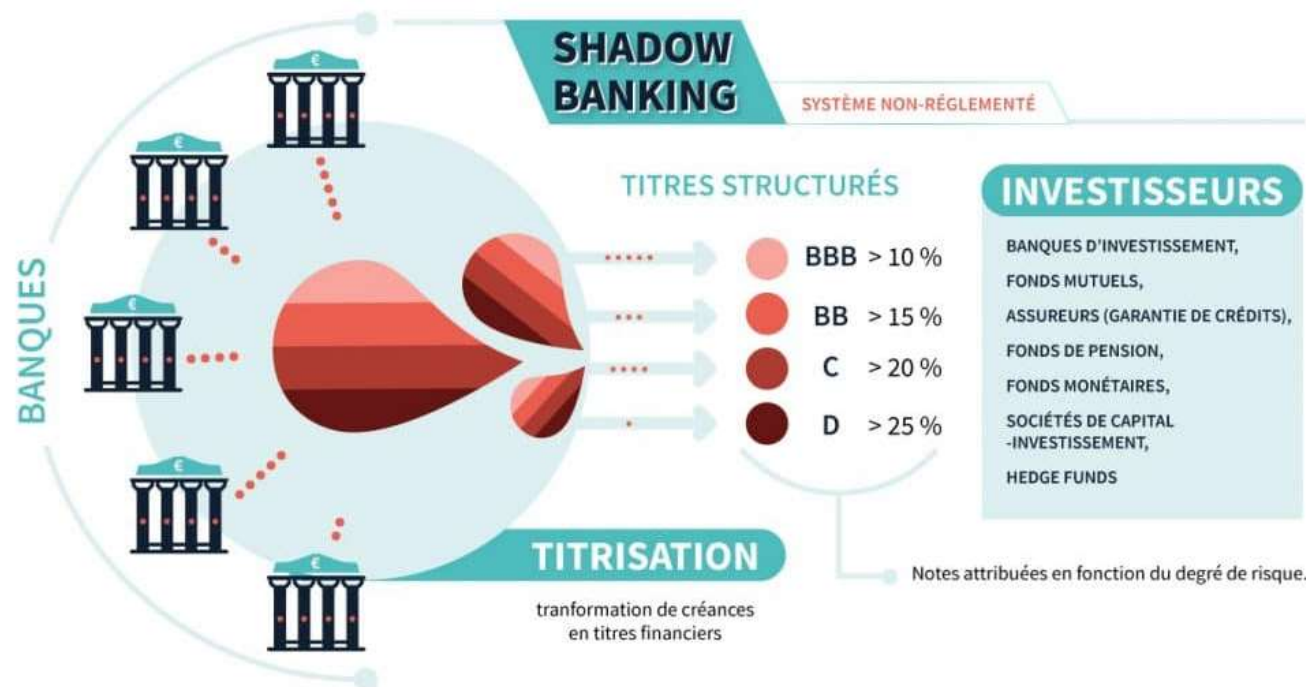 SHADOW
BANKING
SYSTÈME NON-RÉGLEMENTÉ
BANQUES
€
€
€
€
€
TITRES STRUCTURÉS
BBB > 10 %
BB > 15 %
C > 20 %
D > 25 %
INVESTISSEURS
BANQUES D'INVESTISSEMENT,
FONDS MUTUELS,
ASSUREURS (GARANTIE DE CRÉDITS),
FONDS DE PENSION,
FONDS MONÉTAIRES,
SOCIÉTÉS DE CAPITAL
-INVESTISSEMENT,
HEDGE FUNDS
Notes attribuées en fonction du degré de risque.
TITRISATION
tranformation de créances
en titres financiers